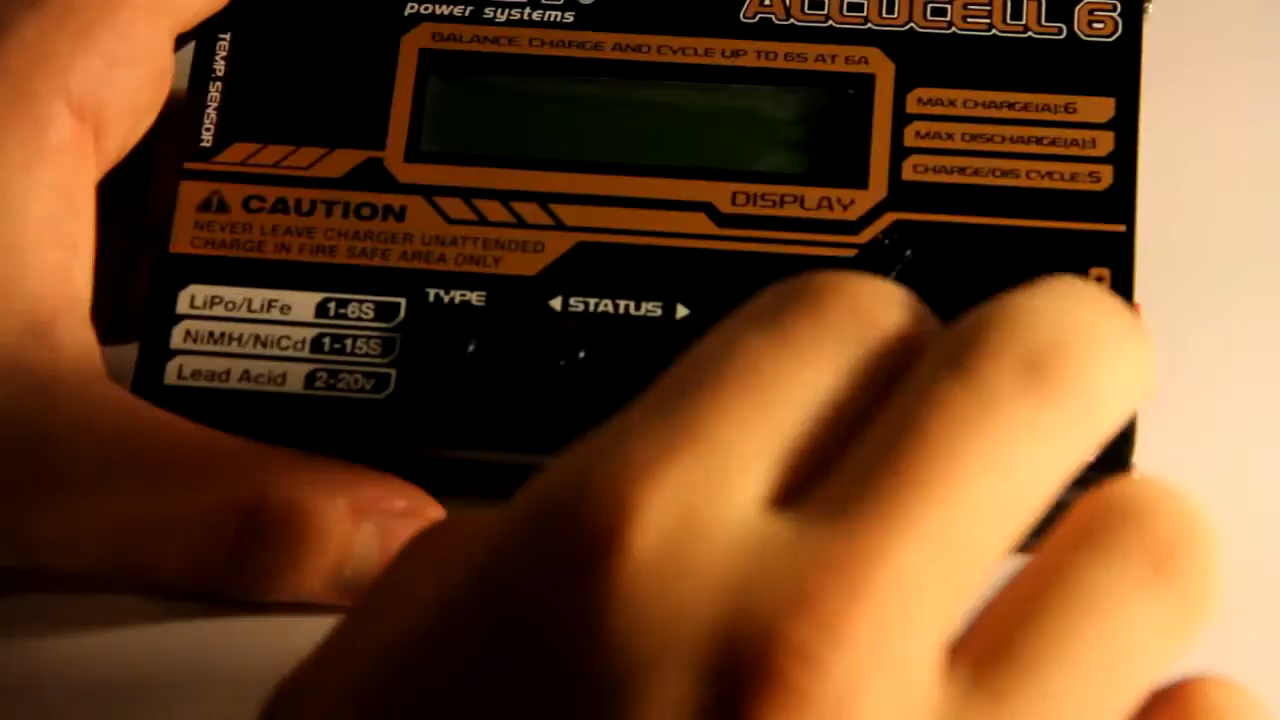 power systems
ACCUCELL 6
BALANCE CHARGE AND CYCLE UP TO 6S AT 6A
TEMP. SENSOR
MAX CHARGE(A):6
MAX DISCHARGE(A):1
CHARGE/DIS CYCLE:5
DISPLAY
CAUTION
NEVER LEAVE CHARGER UNATTENDED
CHARGE IN FIRE SAFE AREA ONLY
LiPo/LiFe 1-6S
NiMH/NiCd 1-15S
Lead Acid 2-20v
TYPE
STATUS